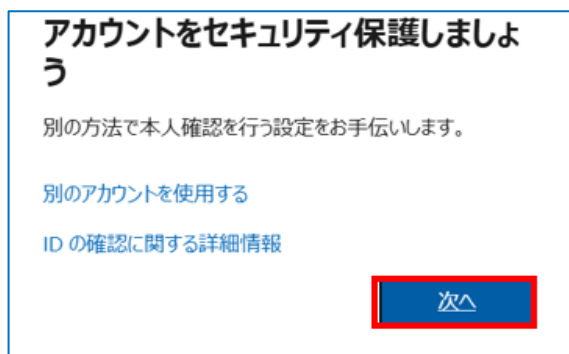 アカウントをセキュリティ保護しましょ
う
別の方法で本人確認を行う設定をお手伝いします。
別のアカウントを使用する
ID の確認に関する詳細情報
次へ